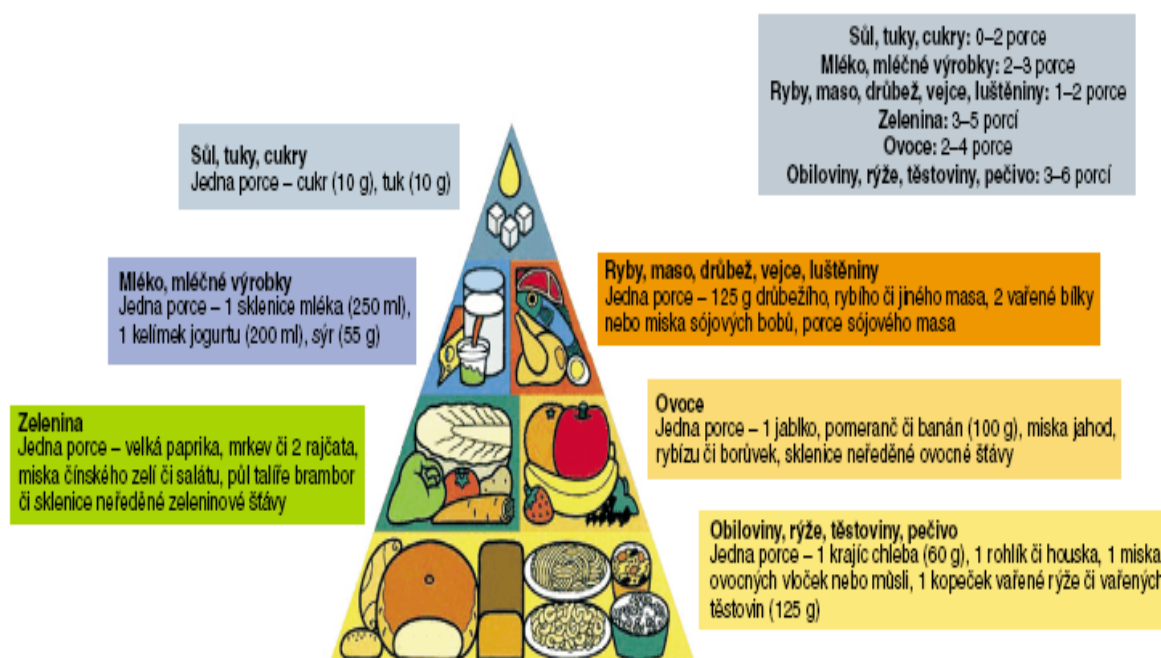 Sůl, tuky, cukry: 0–2 porce
Mléko, mléčné výrobky: 2–3 porce
Ryby, maso, drůbež, vejce, luštěniny: 1–2 porce
Zelenina: 3–5 porcí
Ovoce: 2–4 porce
Obiloviny, rýže, těstoviny, pečivo: 3–6 porcí
Sůl, tuky, cukry
Jedna porce – cukr (10 g), tuk (10 g)
Mléko, mléčné výrobky
Jedna porce – 1 sklenice mléka (250 ml),
1 kelímek jogurtu (200 ml), sýr (55 g)
Ryby, maso, drůbež, vejce, luštěniny
Jedna porce – 125 g drůbežího, rybího či jiného masa, 2 vařené bílky
nebo miska sójových bobů, porce sójového masa
Zelenina
Jedna porce – velká paprika, mrkev či 2 rajčata,
miska čínského zelí či salátu, půl talíře brambor
či sklenice neředěné zeleninové šťávy
Ovoce
Jedna porce – 1 jablko, pomeranč či banán (100 g), miska jahod,
rybízu či borůvek, sklenice neředěné ovocné šťávy
Obiloviny, rýže, těstoviny, pečivo
Jedna porce – 1 krajíc chleba (60 g), 1 rohlík či houska, 1 miska
ovocných vloček nebo műsli, 1 kopeček vařené rýže či vařených
těstovin (125 g)